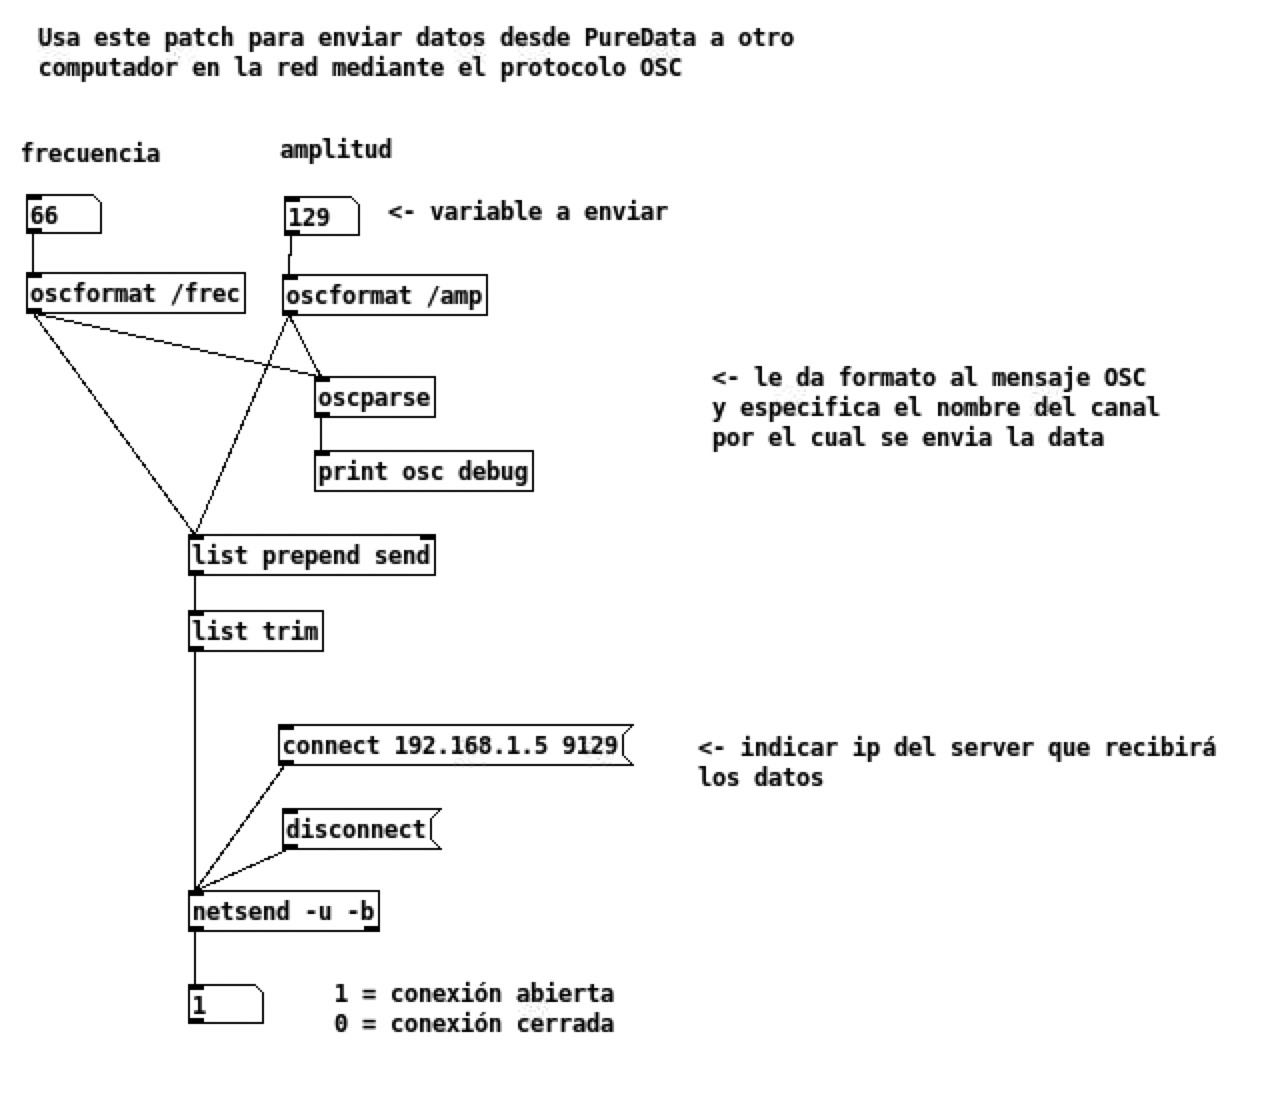 Usa este patch para enviar datos desde PureData a otro
computador en la red mediante el protocolo OSC
frecuencia
amplitud
66
129
<- variable a enviar
oscformat /frec
oscformat /amp
<- le da formato al mensaje OSC
y especifica el nombre del canal
por el cual se envia la data
oscparse
print osc debug
list prepend send
list trim
connect 192.168.1.5 9129
<- indicar ip del server que recibirá
los datos
disconnect
netsend -u -b
1
1 = conexión abierta
0 = conexión cerrada